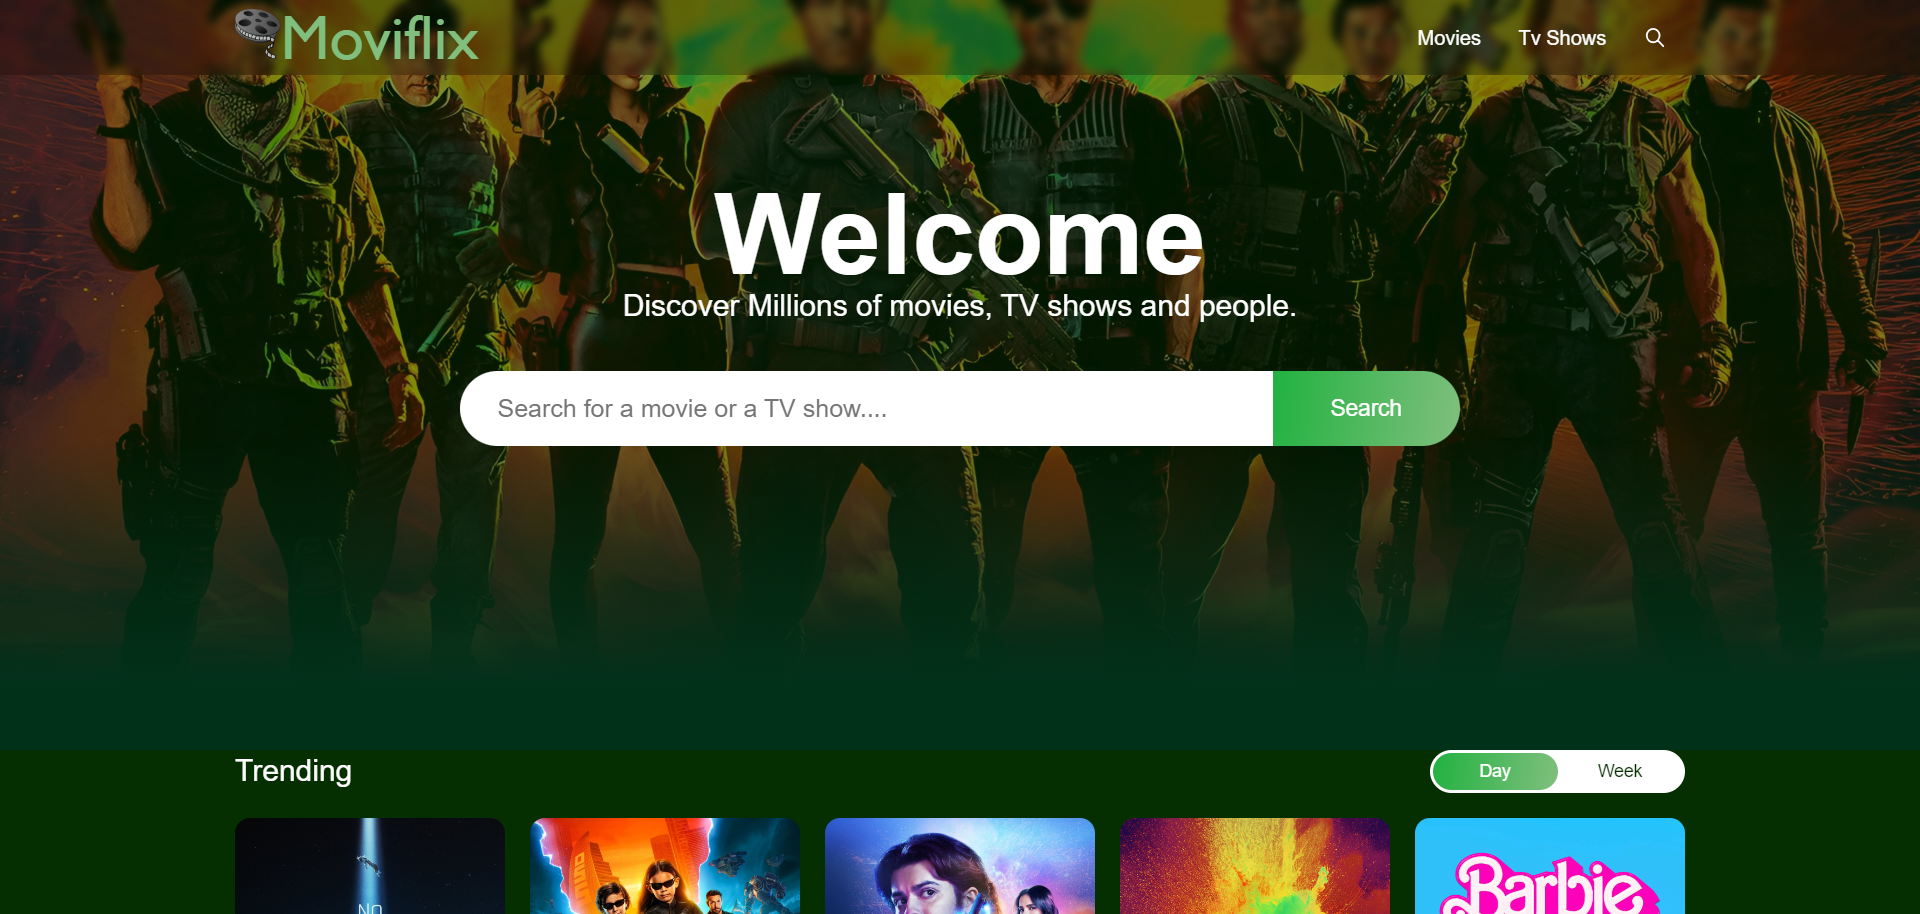 Moviflix
Movies
Tv Shows
Welcome
Discover Millions of movies, TV shows and people.
Search for a movie or a TV show....
Search
Trending
Day
Week
NO
Barbie